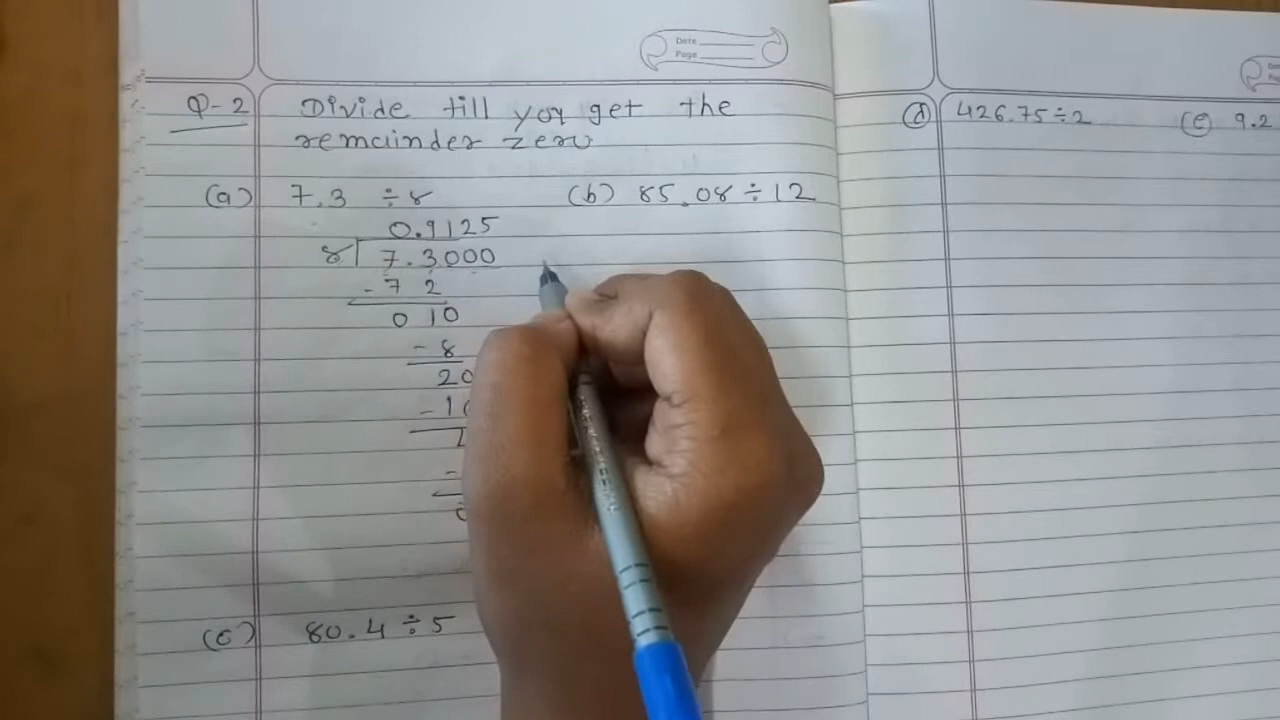 Date
Page
Q-2 Divide till you get the
remainder zero
(a) 7.3 ÷ 8 (b) 85.08 ÷ 12
0.9125
8 7.3000
- 7 2
0 10
- 8
20
- 1
(c) 80.4 ÷ 5
(d) 426.75 ÷ 2 (e) 9.2